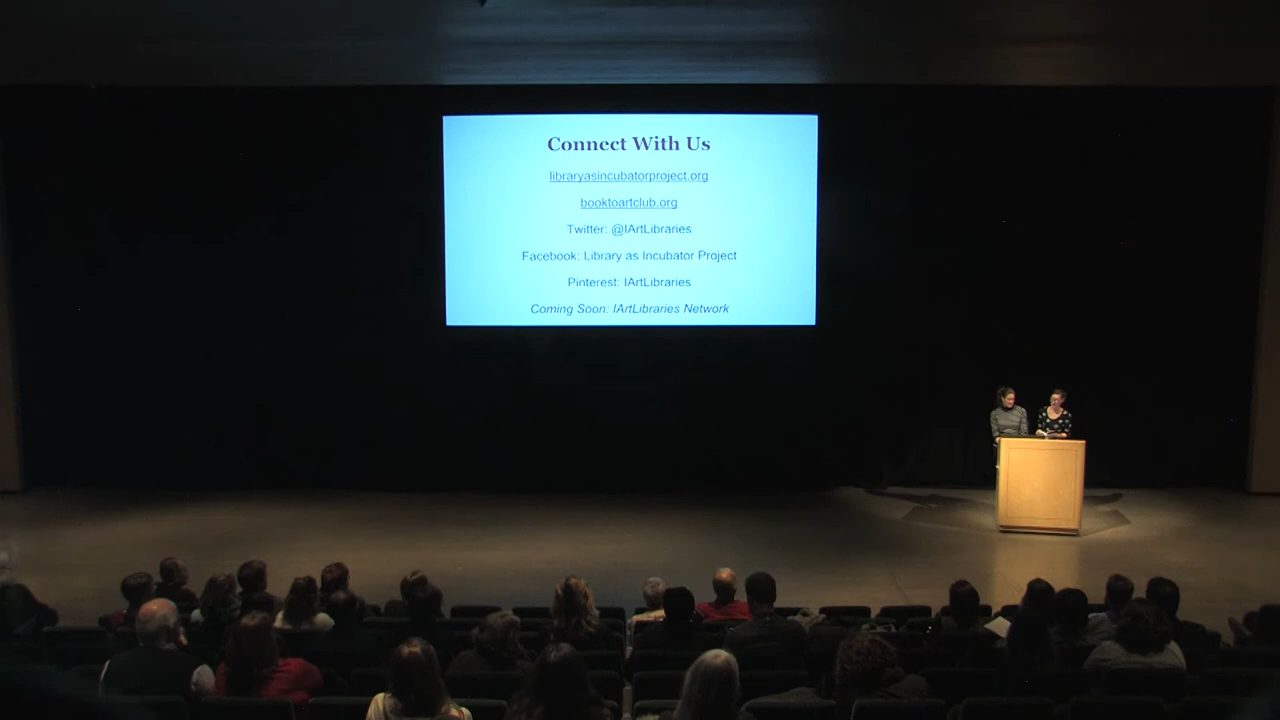 Connect With Us
libraryasincubatorproject.org
booktoartclub.org
Twitter: @IArtLibraries
Facebook: Library as Incubator Project
Pinterest: IArtLibraries
Coming Soon: IArtLibraries Network